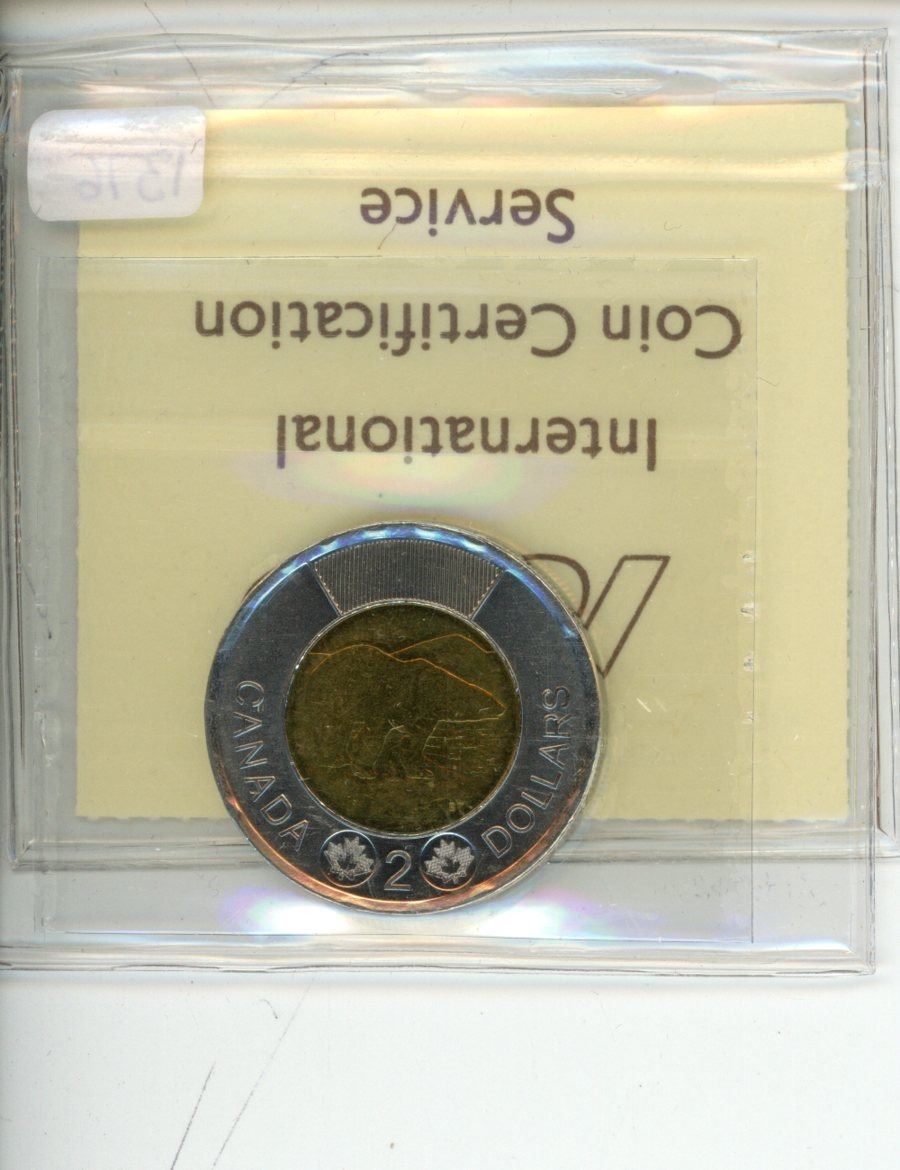 International
Coin Certification
Service
CANADA
2
DOLLARS